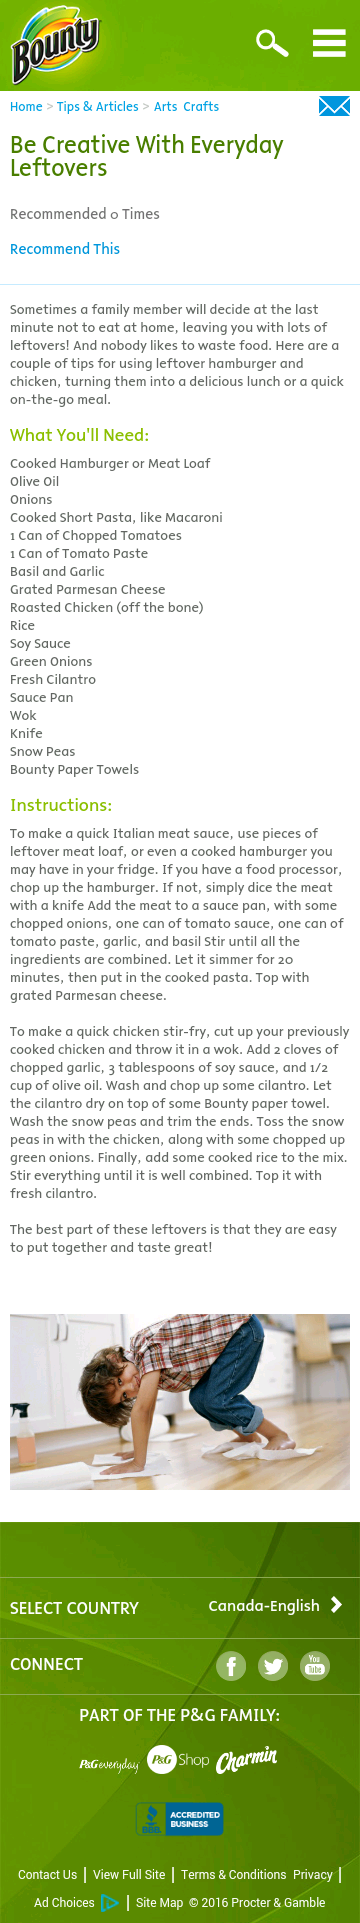 Bounty
Home > Tips & Articles > Arts Crafts
Be Creative With Everyday
Leftovers
Recommended 0 Times
Recommend This
Sometimes a family member will decide at the last
minute not to eat at home, leaving you with lots of
leftovers! And nobody likes to waste food. Here are a
couple of tips for using leftover hamburger and
chicken, turning them into a delicious lunch or a quick
on-the-go meal.
What You'll Need:
Cooked Hamburger or Meat Loaf
Olive Oil
Onions
Cooked Short Pasta, like Macaroni
1 Can of Chopped Tomatoes
1 Can of Tomato Paste
Basil and Garlic
Grated Parmesan Cheese
Roasted Chicken (off the bone)
Rice
Soy Sauce
Green Onions
Fresh Cilantro
Sauce Pan
Wok
Knife
Snow Peas
Bounty Paper Towels
Instructions:
To make a quick Italian meat sauce, use pieces of
leftover meat loaf, or even a cooked hamburger you
may have in your fridge. If you have a food processor,
chop up the hamburger. If not, simply dice the meat
with a knife Add the meat to a sauce pan, with some
chopped onions, one can of tomato sauce, one can of
tomato paste, garlic, and basil Stir until all the
ingredients are combined. Let it simmer for 20
minutes, then put in the cooked pasta. Top with
grated Parmesan cheese.
To make a quick chicken stir-fry, cut up your previously
cooked chicken and throw it in a wok. Add 2 cloves of
chopped garlic, 3 tablespoons of soy sauce, and 1/2
cup of olive oil. Wash and chop up some cilantro. Let
the cilantro dry on top of some Bounty paper towel.
Wash the snow peas and trim the ends. Toss the snow
peas in with the chicken, along with some chopped up
green onions. Finally, add some cooked rice to the mix.
Stir everything until it is well combined. Top it with
fresh cilantro.
The best part of these leftovers is that they are easy
to put together and taste great!
SELECT COUNTRY Canada-English
CONNECT f You Tube
PART OF THE P&G FAMILY:
P&G everyday P&G Shop Charmin
BBB. ACCREDITED BUSINESS
Contact Us | View Full Site | Terms & Conditions Privacy |
Ad Choices | Site Map © 2016 Procter & Gamble